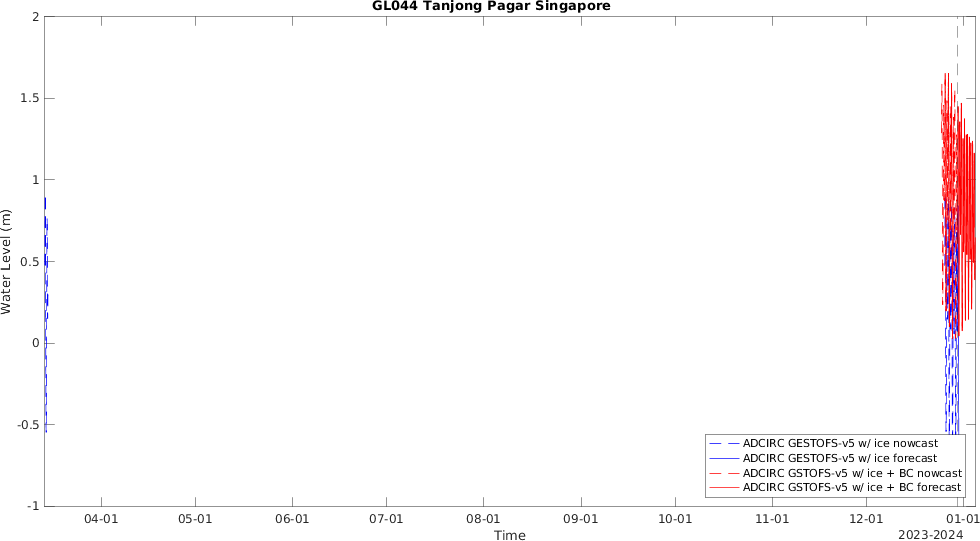 GL044 Tanjong Pagar Singapore
2
1.5
1
0.5
0
-0.5
-1
Water Level (m)
ADCIRC GESTOFS-v5 w/ ice nowcast
ADCIRC GESTOFS-v5 w/ ice forecast
ADCIRC GSTOFS-v5 w/ ice + BC nowcast
ADCIRC GSTOFS-v5 w/ ice + BC forecast
04-01 05-01 06-01 07-01 08-01 09-01 10-01 11-01 12-01 01-01
Time
2023-2024